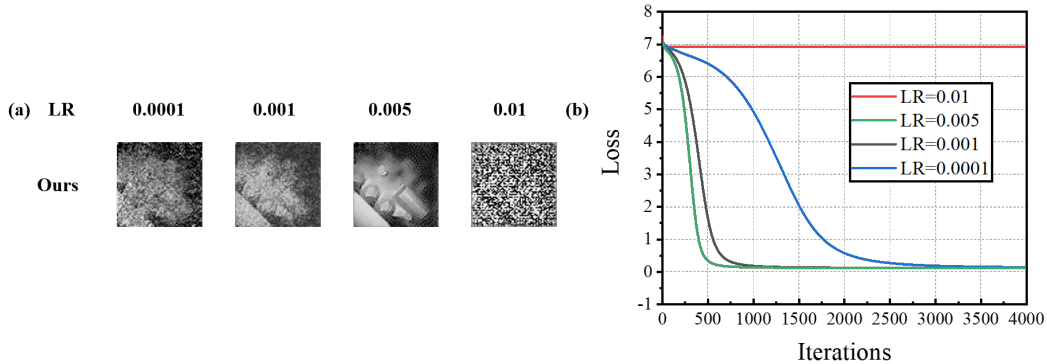 (a) LR 0.0001 0.001 0.005 0.01
Ours
(b)
Loss
8
7
6
5
4
3
2
1
0
-1
LR=0.01
LR=0.005
LR=0.001
LR=0.0001
0 500 1000 1500 2000 2500 3000 3500 4000
Iterations